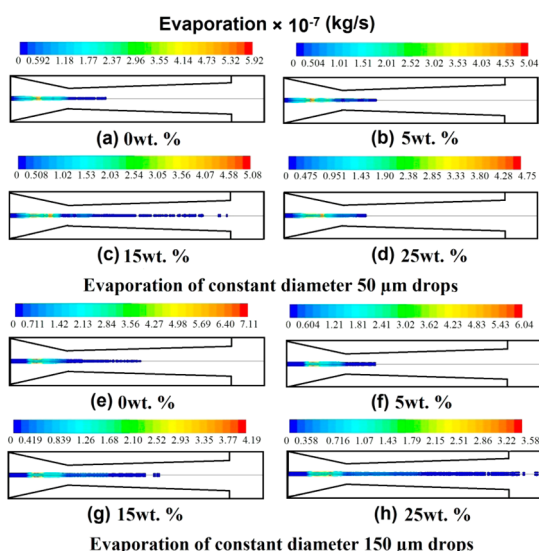 Evaporation × 10-7 (kg/s)
0 0.592 1.18 1.77 2.37 2.96 3.55 4.14 4.73 5.32 5.92
0 0.504 1.01 1.51 2.01 2.52 3.02 3.53 4.03 4.53 5.04
(a) 0wt. %
(b) 5wt. %
0 0.508 1.02 1.53 2.03 2.54 3.05 3.56 4.07 4.58 5.08
0 0.475 0.951 1.43 1.90 2.38 2.85 3.33 3.80 4.28 4.75
(c) 15wt. %
(d) 25wt. %
Evaporation of constant diameter 50 μm drops
0 0.711 1.42 2.13 2.84 3.56 4.27 4.98 5.69 6.40 7.11
0 0.604 1.21 1.81 2.41 3.02 3.62 4.23 4.83 5.43 6.04
(e) 0wt. %
(f) 5wt. %
0 0.419 0.839 1.26 1.68 2.10 2.52 2.93 3.35 3.77 4.19
0 0.358 0.716 1.07 1.43 1.79 2.15 2.51 2.86 3.22 3.58
(g) 15wt. %
(h) 25wt. %
Evaporation of constant diameter 150 μm drops